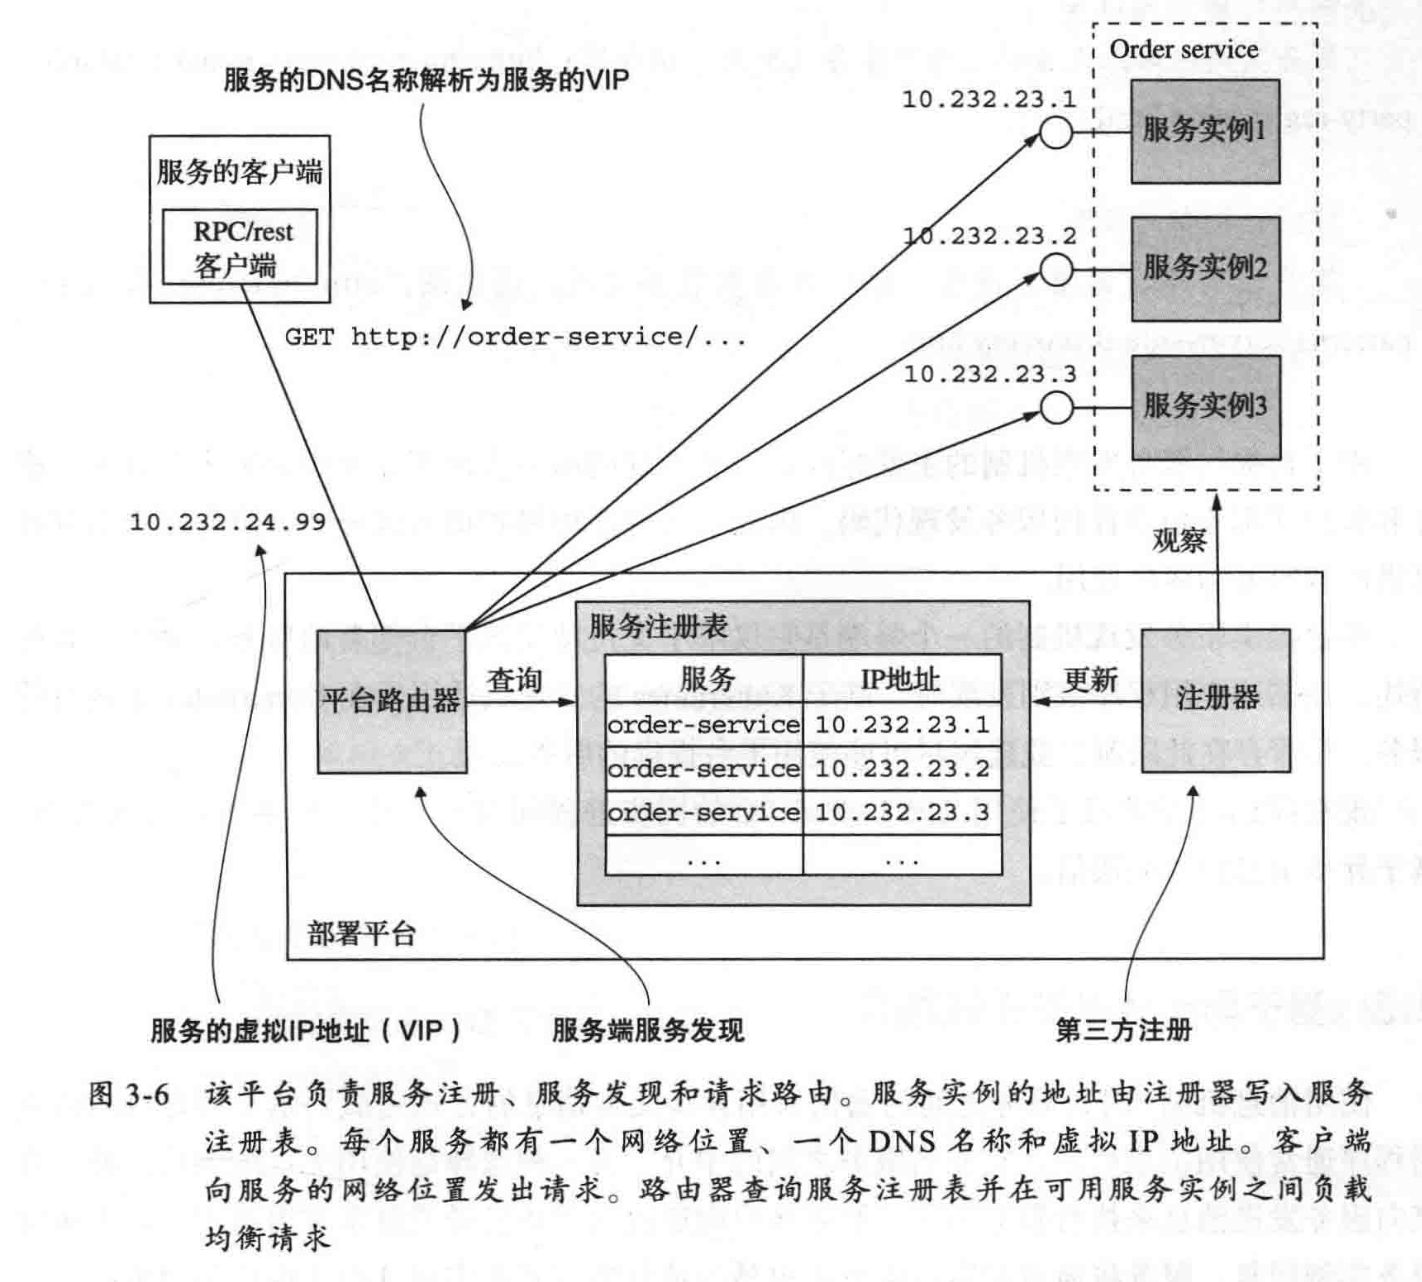 Order service
服务的DNS名称解析为服务的VIP
10.232.23.1
服务实例1
服务的客户端
RPC/rest
客户端
10.232.23.2
服务实例2
GET http://order-service/...
10.232.23.3
服务实例3
10.232.24.99
观察
服务注册表
平台路由器
查询
服务 IP地址
order-service 10.232.23.1
order-service 10.232.23.2
order-service 10.232.23.3
... ...
更新
注册器
部署平台
服务的虚拟IP地址（VIP）
服务端服务发现
第三方注册
图 3-6 该平台负责服务注册、服务发现和请求路由。服务实例的地址由注册器写入服务
注册表。每个服务都有一个网络位置、一个 DNS 名称和虚拟 IP 地址。客户端
向服务的网络位置发出请求。路由器查询服务注册表并在可用服务实例之间负载
均衡请求